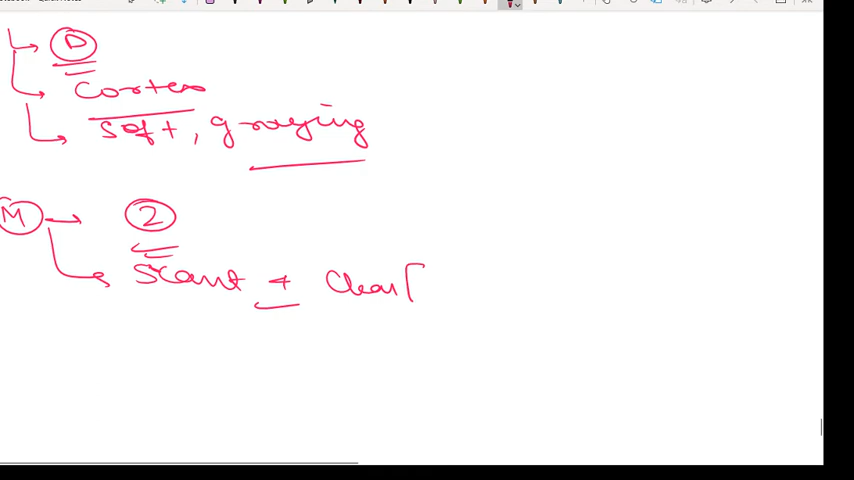 D
Cortex
soft, graying
M → 2
Scant & Clear [